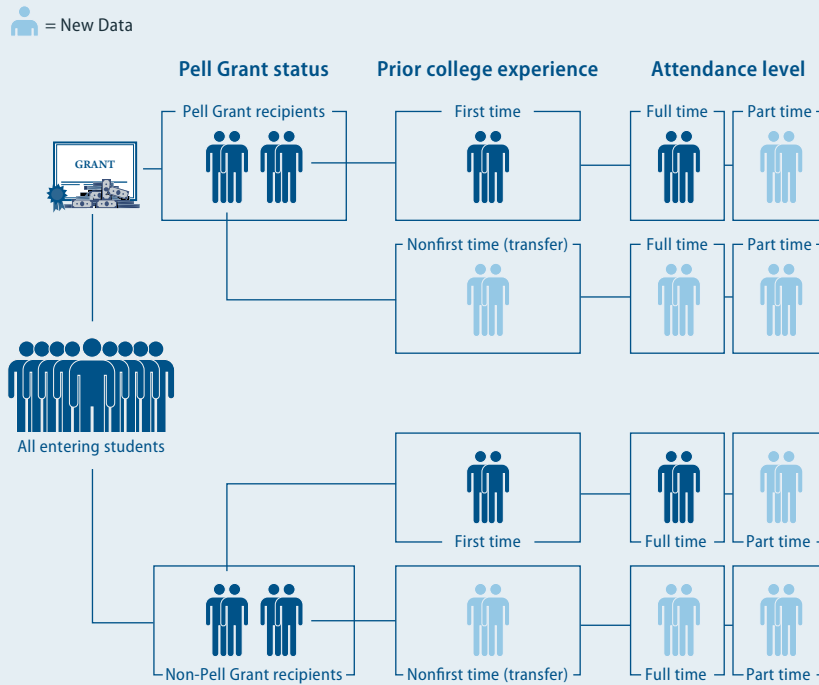 = New Data
Pell Grant status Prior college experience Attendance level
Pell Grant recipients First time Full time Part time
GRANT
Nonfirst time (transfer) Full time Part time
All entering students
First time Full time Part time
Non-Pell Grant recipients Nonfirst time (transfer) Full time Part time